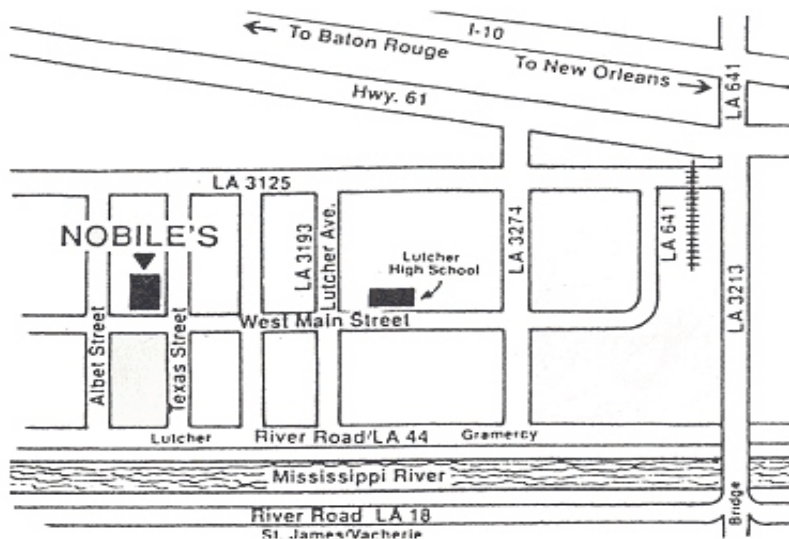 I-10
To Baton Rouge
To New Orleans
Hwy. 61
LA 641
LA 3125
NOBILE'S
LA 3193
Lutcher Ave.
Lulcher
High School
LA 3274
LA 641
LA 3213
West Main Street
Albet Street
Texas Street
Lulcher
River Road/LA 44
Gramercy
Mississippi River
River Road LA 18
Bridge
St. James/Vacherie